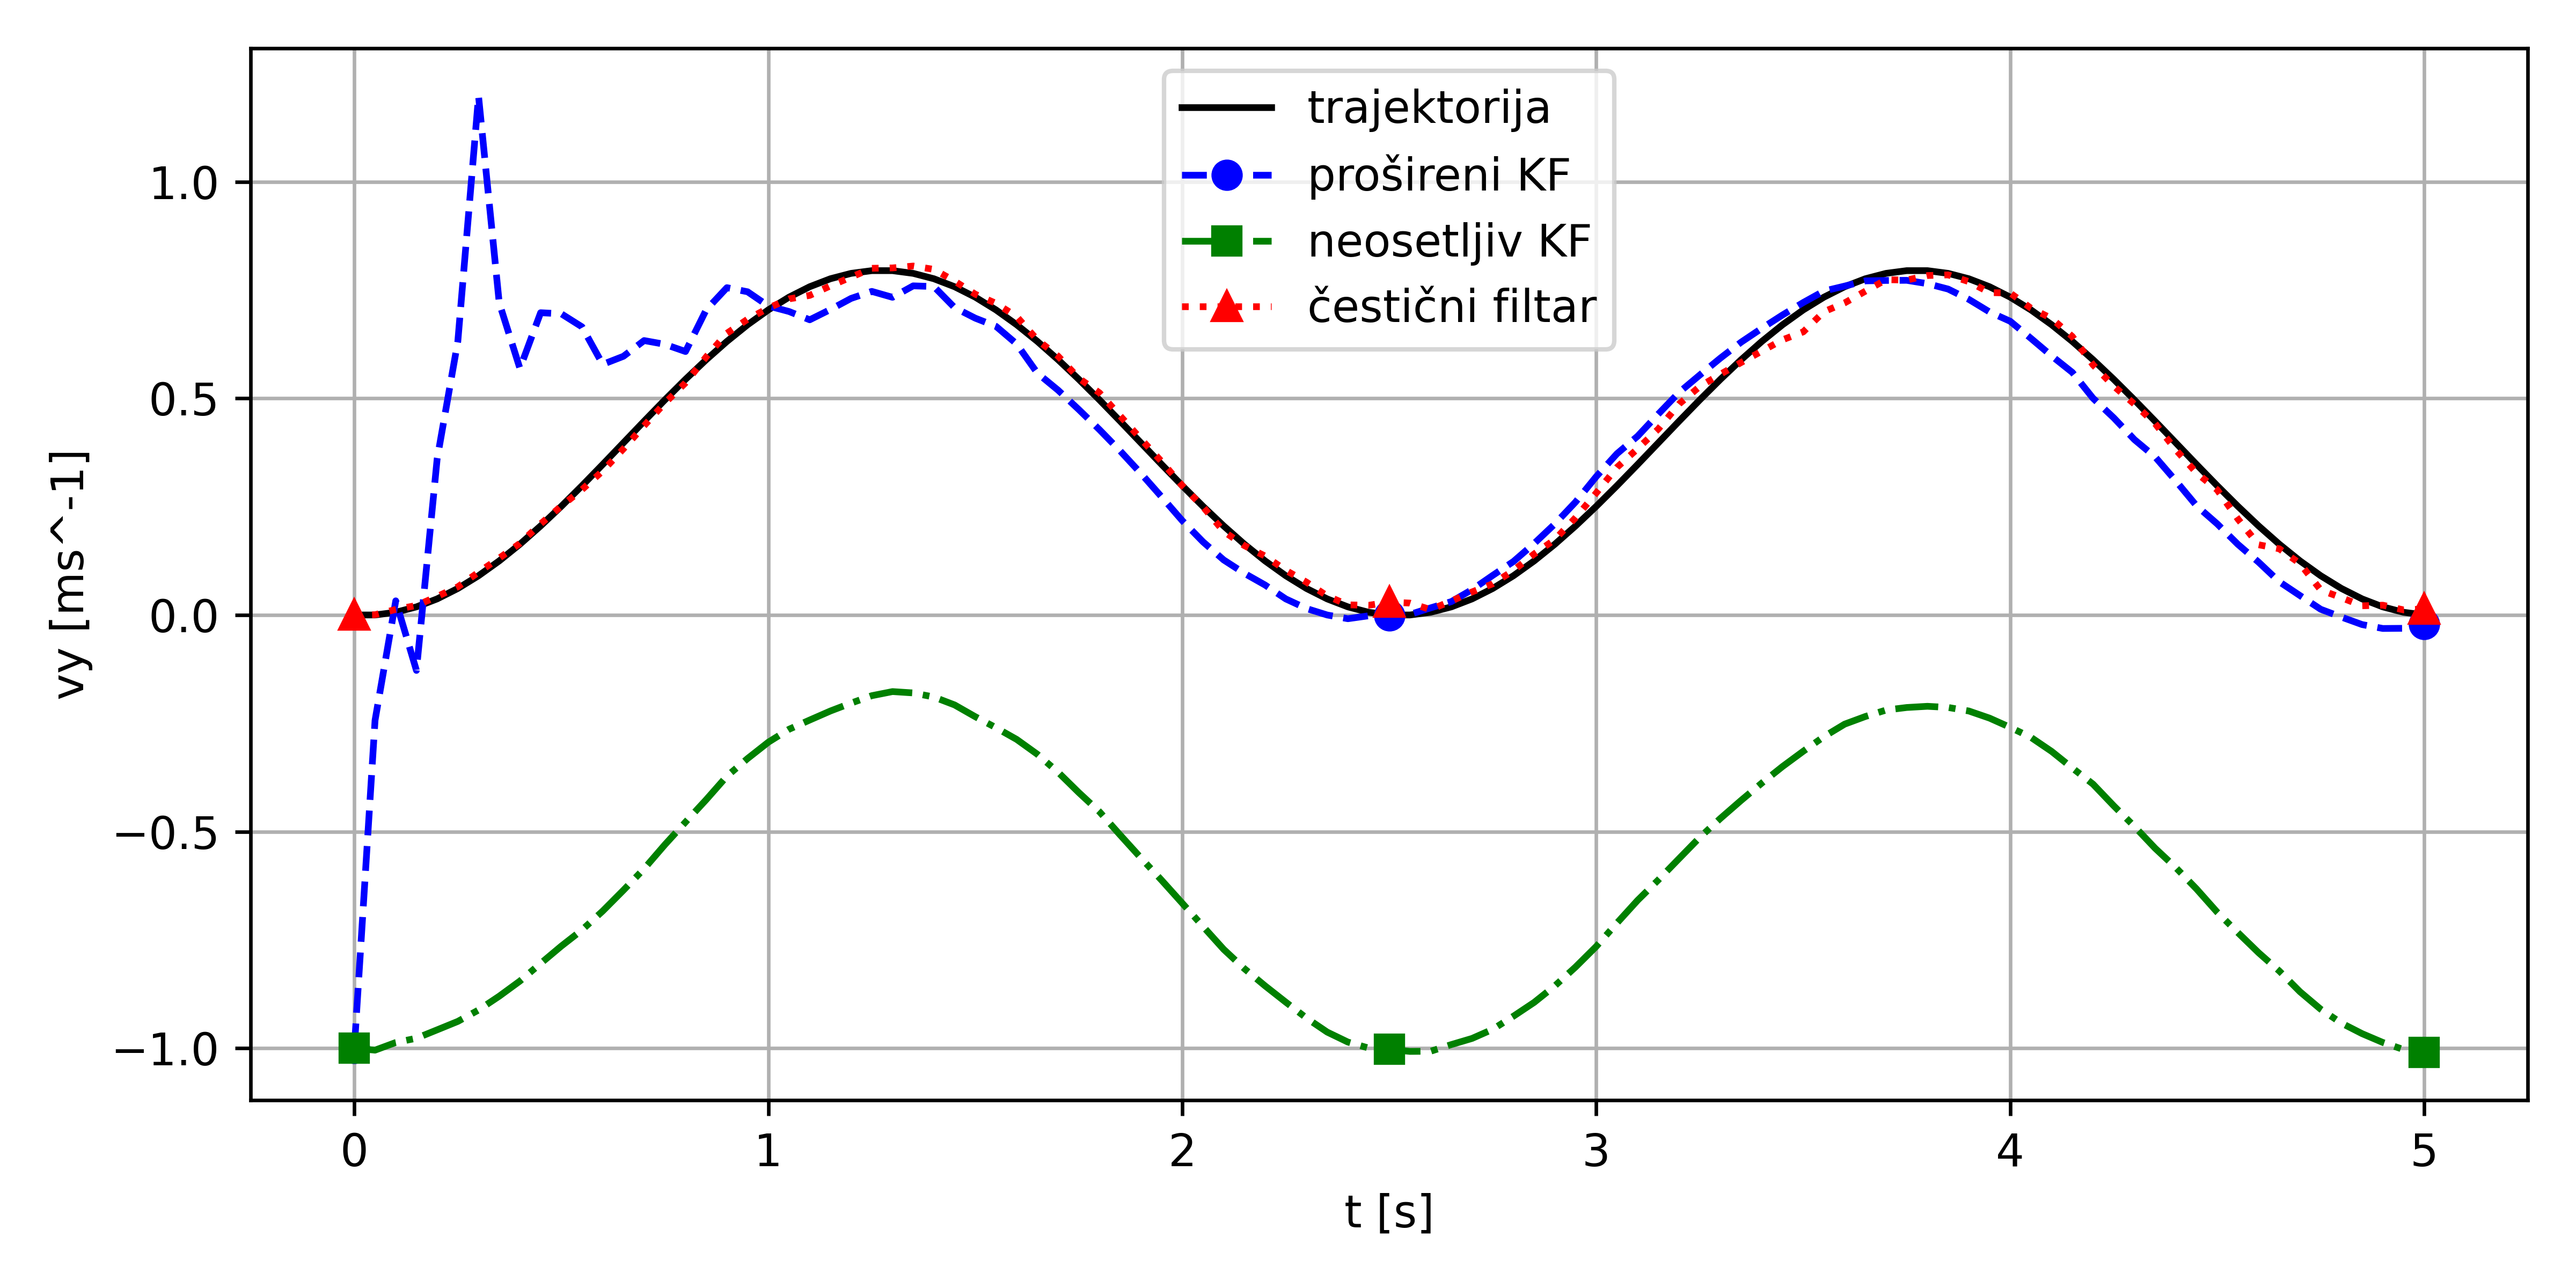 trajektorija
prošireni KF
neosetljiv KF
čestični filtar
1.0
0.5
0.0
−0.5
−1.0
vy [ms^-1]
0 1 2 3 4 5
t [s]